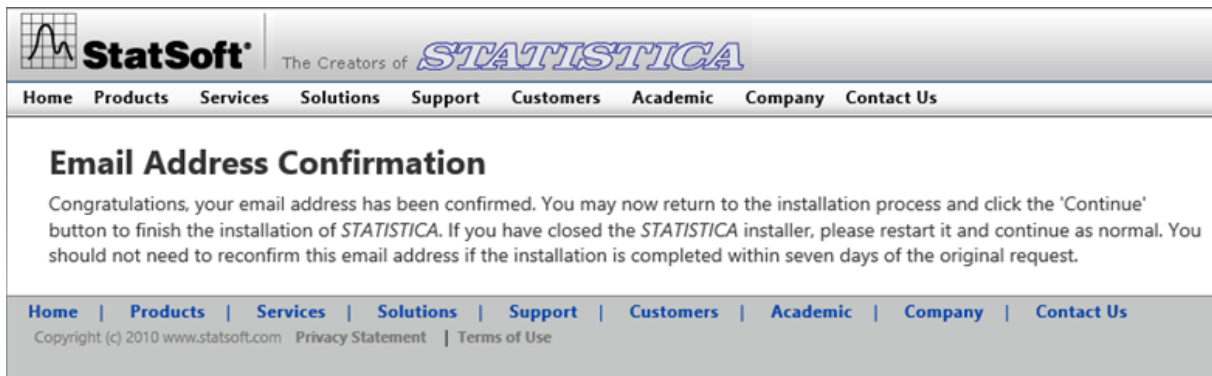 StatSoft® The Creators of STATISTICA
Home Products Services Solutions Support Customers Academic Company Contact Us
Email Address Confirmation
Congratulations, your email address has been confirmed. You may now return to the installation process and click the 'Continue'
button to finish the installation of STATISTICA. If you have closed the STATISTICA installer, please restart it and continue as normal. You
should not need to reconfirm this email address if the installation is completed within seven days of the original request.
Home | Products | Services | Solutions | Support | Customers | Academic | Company | Contact Us
Copyright (c) 2010 www.statsoft.com Privacy Statement | Terms of Use